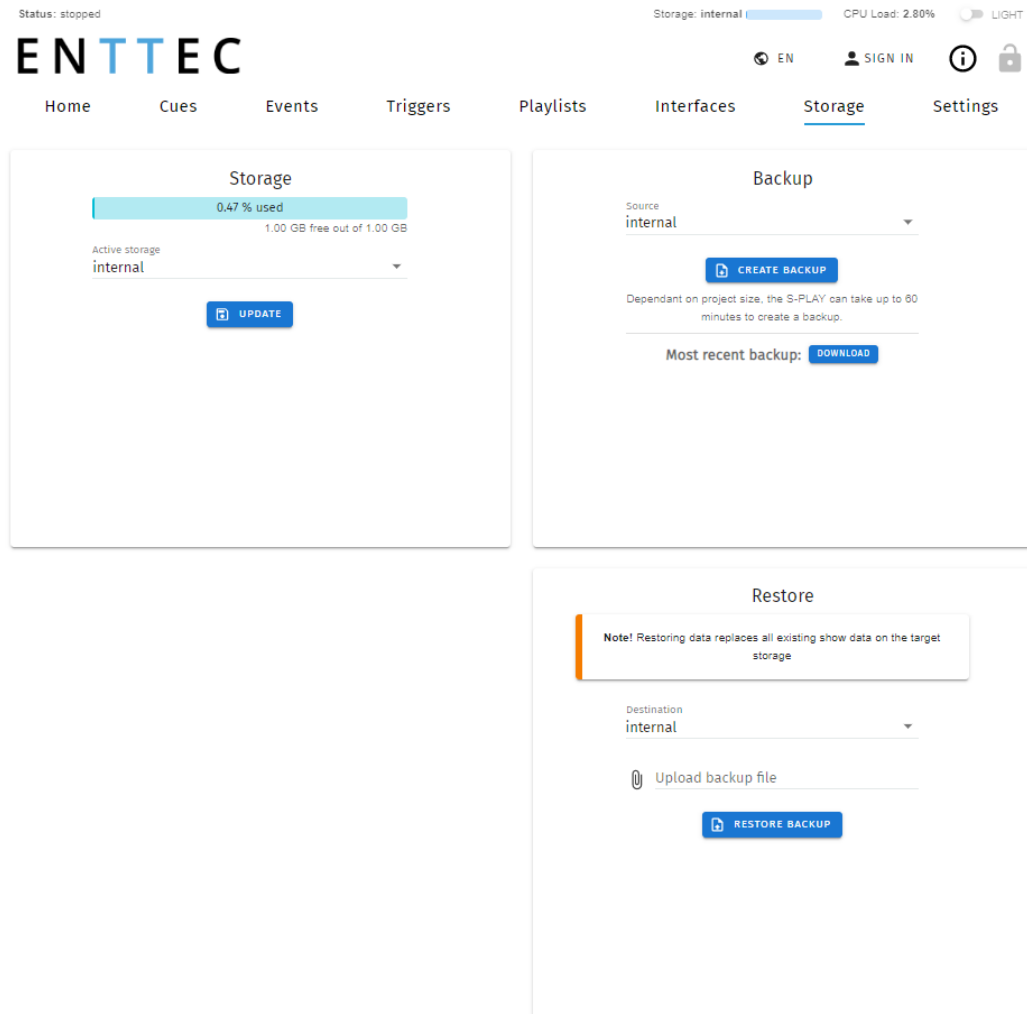 Status: stopped
Storage: internal
CPU Load: 2.80%
LIGHT
ENTTEC
EN
SIGN IN
Home
Cues
Events
Triggers
Playlists
Interfaces
Storage
Settings
Storage
0.47 % used
1.00 GB free out of 1.00 GB
Active storage
internal
UPDATE
Backup
Source
internal
CREATE BACKUP
Dependant on project size, the S-PLAY can take up to 60
minutes to create a backup.
Most recent backup: DOWNLOAD
Restore
Note! Restoring data replaces all existing show data on the target
storage
Destination
internal
Upload backup file
RESTORE BACKUP